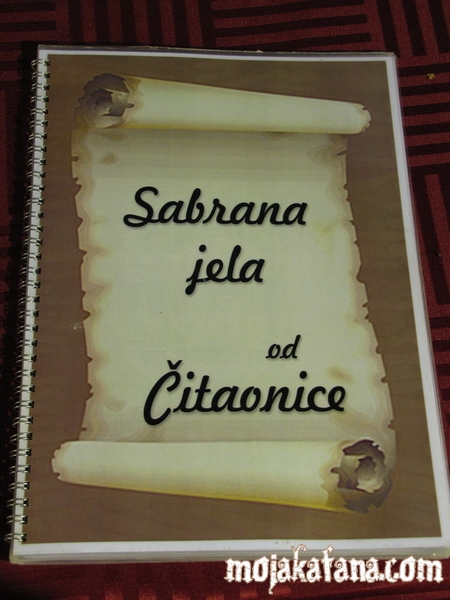 Sabrana
jela
od
Čitaonice
mojakafana.com